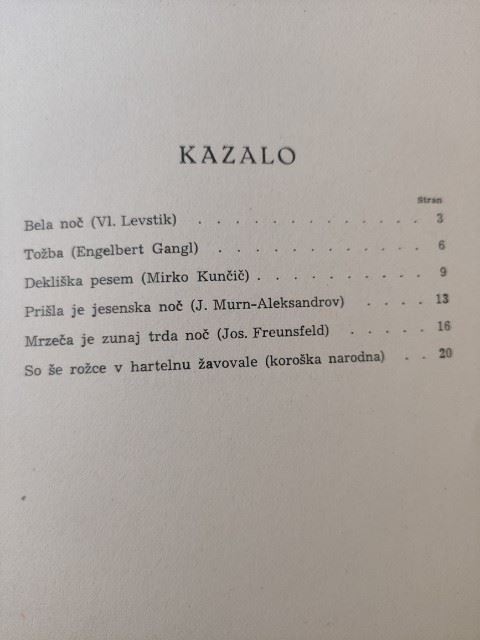 KAZALO
Stran
Bela noč (Vl. Levstik) . . . . . . . . . . . . . 3
Tožba (Engelbert Gangl) . . . . . . . . . . . 6
Dekliška pesem (Mirko Kunčič) . . . . . . . . . 9
Prišla je jesenska noč (J. Murn-Aleksandrov) . . . . 13
Mrzeča je zunaj trda noč (Jos. Freunsfeld) . . . . . 16
So še rožce v hartelnu žavovale (koroška narodna) . . 20